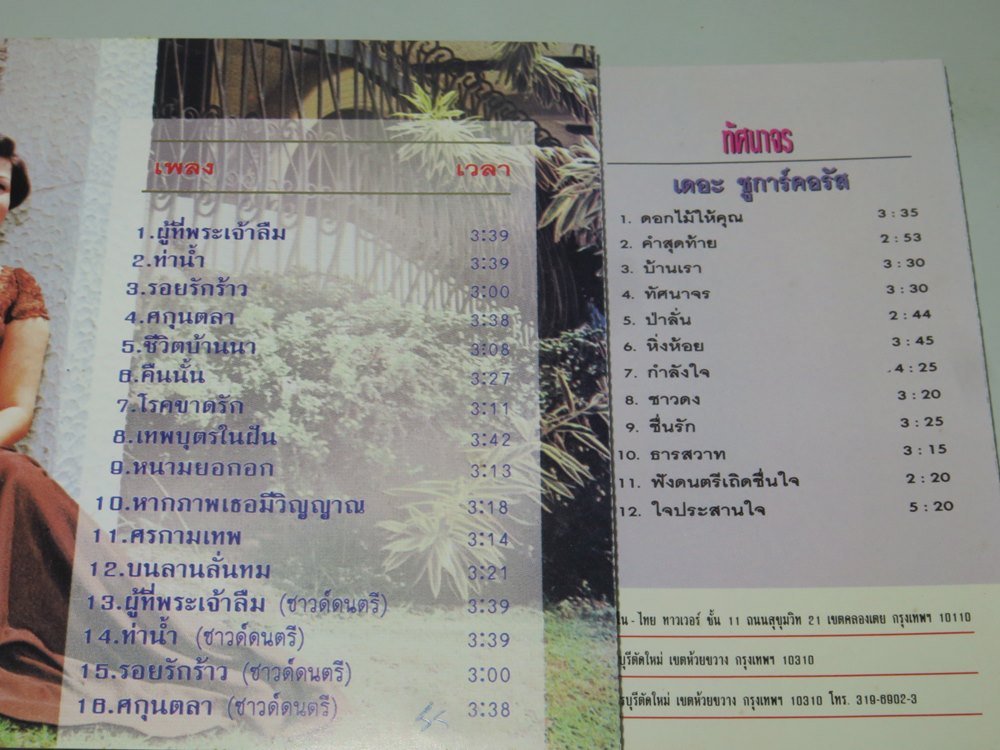 เพลง เวลา
1.ผู้ที่พระเจ้าลืม 3:39
2.ท่าน้ำ 3:39
3.รอยรักร้าว 3:00
4.ศกุนตลา 3:38
5.ชีวิตบ้านนา 3:08
6.คืนนั้น 3:27
7.โรคขาดรัก 3:11
8.เทพบุตรในฝัน 3:42
9.หนามยอกอก 3:13
10.หากภาพเธอมีวิญญาณ 3:18
11.ศรกามเทพ 3:14
12.บนลานลั่นทม 3:21
13.ผู้ที่พระเจ้าลืม (ซาวด์ดนตรี) 3:39
14.ท่าน้ำ (ซาวด์ดนตรี) 3:39
15.รอยรักร้าว (ซาวด์ดนตรี) 3:00
16.ศกุนตลา (ซาวด์ดนตรี) 3:38
ทัศนาจร
เดอะ ซูการ์คอรัส
1. ดอกไม้ให้คุณ 3 : 35
2. คำสุดท้าย 2 : 53
3. บ้านเรา 3 : 30
4. ทัศนาจร 3 : 30
5. ป่าลั่น 2 : 44
6. หิ่งห้อย 3 : 45
7. กำลังใจ 4 : 25
8. ชาวดง 3 : 20
9. ชื่นรัก 3 : 25
10. ธารสวาท 3 : 15
11. ฟังดนตรีเถิดชื่นใจ 2 : 20
12. ใจประสานใจ 5 : 20
น - ไทย ทาวเวอร์ ชั้น 11 ถนนสุขุมวิท 21 เขตคลองเตย กรุงเทพฯ 10110
บุรีตัดใหม่ เขตห้วยขวาง กรุงเทพฯ 10310
รบุรีตัดใหม่ เขตห้วยขวาง กรุงเทพฯ 10310 โทร. 319-6902-3